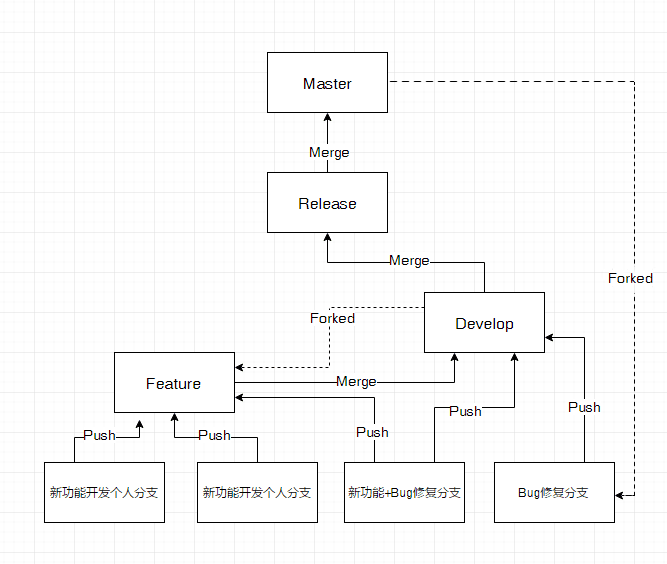 Master
Merge
Release
Merge
Forked
Develop
Forked
Feature
Merge
Push
Push
Push
Push
Push
新功能开发个人分支
新功能开发个人分支
新功能+Bug修复分支
Bug修复分支